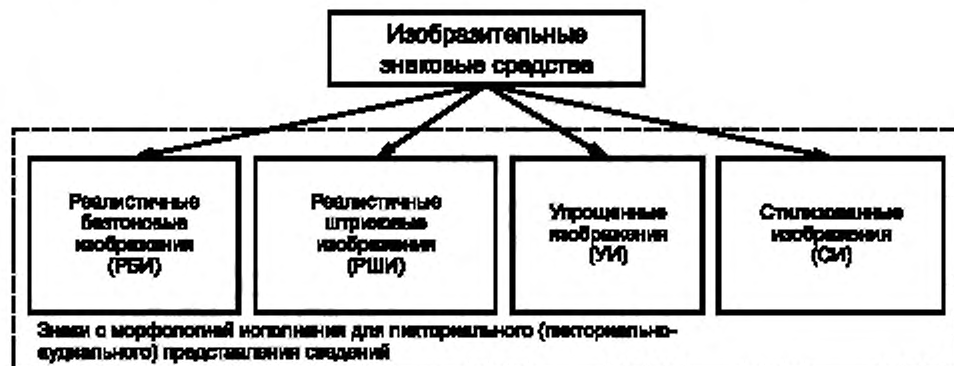 Изобразительные
знаковые средства
Реалистичные
безтоновые
изображения
(РБИ)
Реалистичные
штриховые
изображения
(РШИ)
Упрощенные
изображения
(УИ)
Стилизованные
изображения
(СИ)
Знаки с морфологией исполнения для пикториального (пикториально-
аудиального) представления сведений